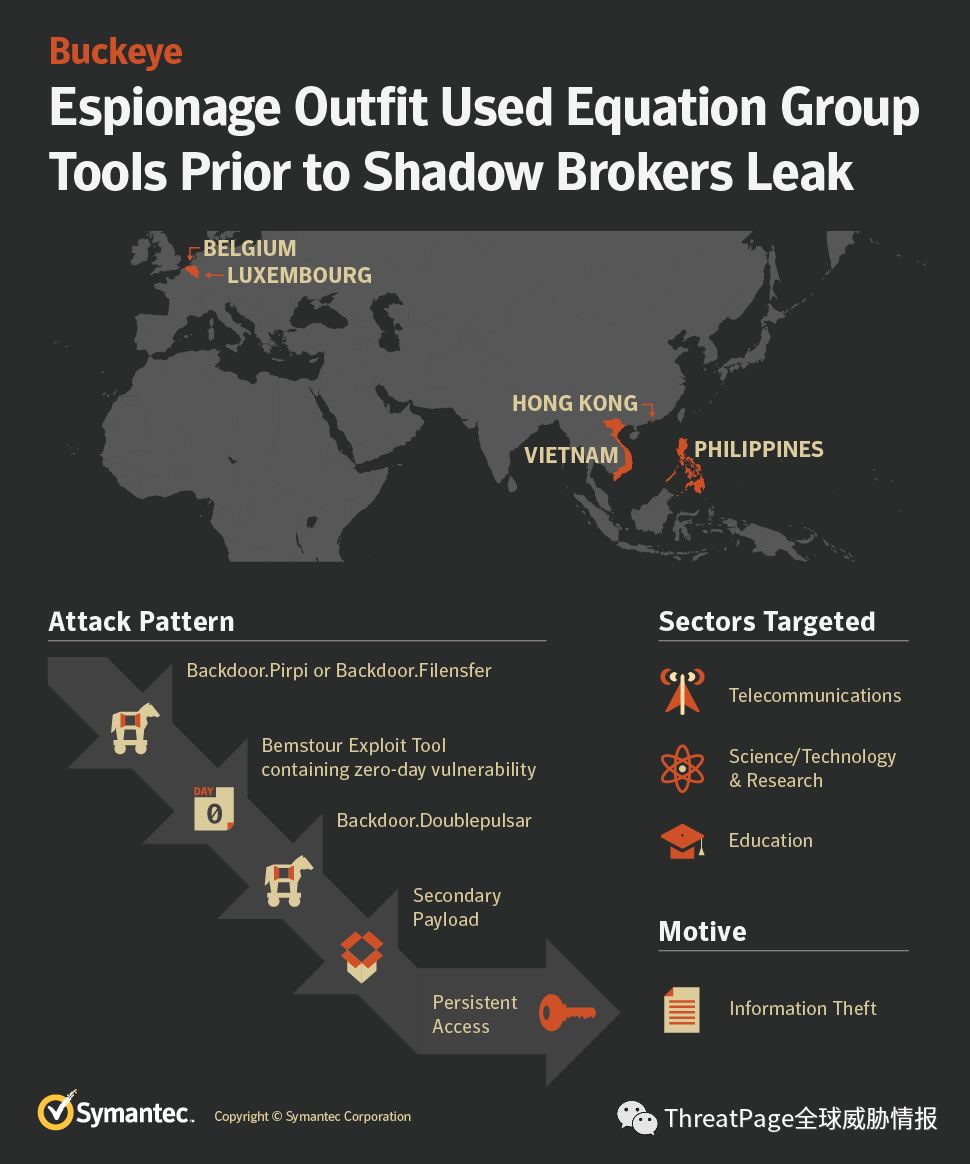 Buckeye
Espionage Outfit Used Equation Group
Tools Prior to Shadow Brokers Leak
BELGIUM
LUXEMBOURG
HONG KONG
VIETNAM
PHILIPPINES
Attack Pattern
Backdoor.Pirpi or Backdoor.Filensfer
Bemstour Exploit Tool
containing zero-day vulnerability
DAY
0
Backdoor.Doublepulsar
Secondary
Payload
Persistent
Access
Sectors Targeted
Telecommunications
Science/Technology
& Research
Education
Motive
Information Theft
Symantec™
Copyright © Symantec Corporation
ThreatPage全球威胁情报